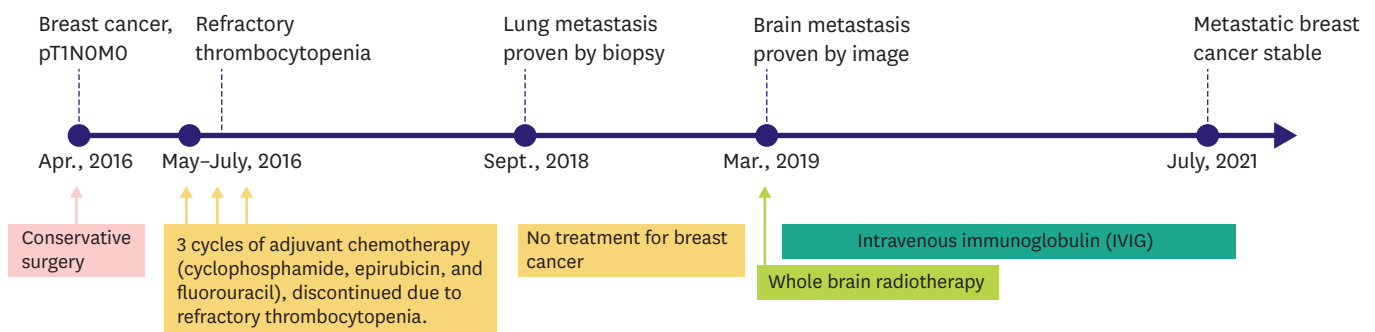 Breast cancer,
pT1N0M0
Refractory
thrombocytopenia
Lung metastasis
proven by biopsy
Brain metastasis
proven by image
Metastatic breast
cancer stable
Apr., 2016
May–July, 2016
Sept., 2018
Mar., 2019
July, 2021
Conservative
surgery
3 cycles of adjuvant chemotherapy
(cyclophosphamide, epirubicin, and
fluorouracil), discontinued due to
refractory thrombocytopenia.
No treatment for breast
cancer
Intravenous immunoglobulin (IVIG)
Whole brain radiotherapy